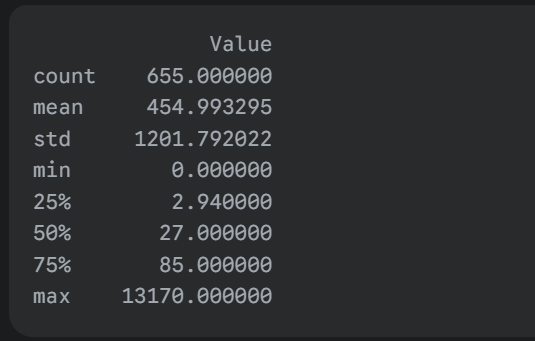 Value
count 655.000000
mean 454.993295
std 1201.792022
min 0.000000
25% 2.940000
50% 27.000000
75% 85.000000
max 13170.000000